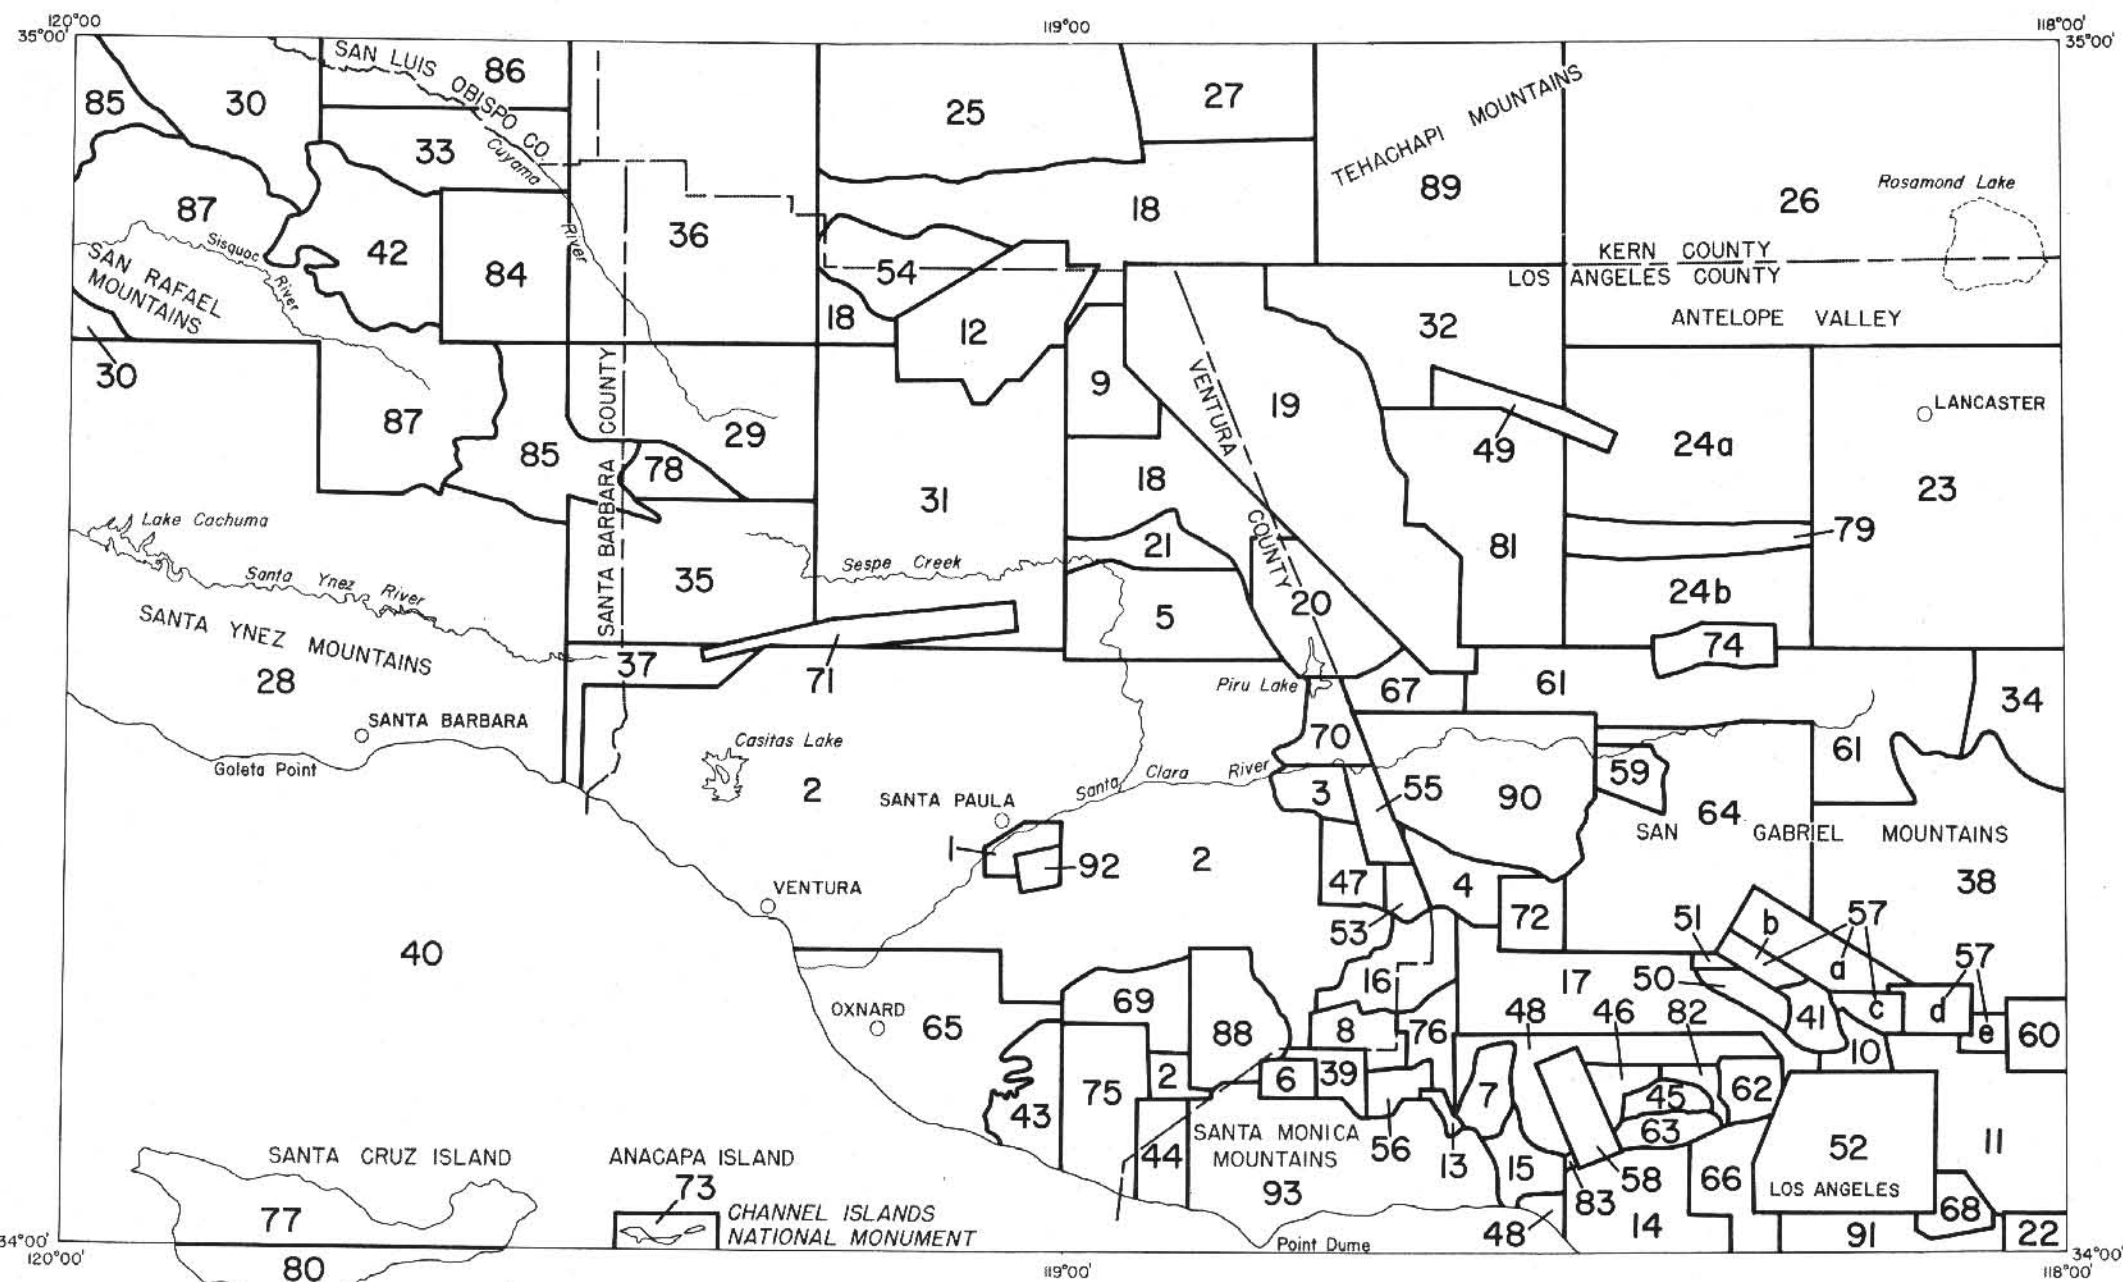 120°00'
119°00
118°00'
35°00'
35°00'
SAN LUIS OBISPO CO.
86
85
30
25
27
TEHACHAPI MOUNTAINS
33
Cuyama River
89
26
Rosamond Lake
87
Sisquoc River
42
84
36
18
54
KERN COUNTY
LOS ANGELES COUNTY
SAN RAFAEL
MOUNTAINS
18
12
32
ANTELOPE VALLEY
30
9
VENTURA COUNTY
19
LANCASTER
87
85
SANTA BARBARA COUNTY
SANTA BARBARA COUNTY
78
29
31
18
49
24a
23
Lake Cachuma
79
21
81
Sespe Creek
Santa Ynez River
35
5
20
24b
SANTA YNEZ MOUNTAINS
28
37
71
74
Piru Lake
67
61
34
SANTA BARBARA
Casitas Lake
70
61
Goleta Point
2
SANTA PAULA
Santa Clara River
3
55
90
59
64
SAN GABRIEL MOUNTAINS
1
92
2
VENTURA
47
4
38
72
53
51
b
57
40
16
17
50
a
57
OXNARD
65
69
88
8
76
48
46
82
41
c
d
e
60
10
2
6
39
75
7
45
62
43
63
SANTA MONICA
MOUNTAINS
44
56
13
15
58
52
11
SANTA CRUZ ISLAND
ANACAPA ISLAND
73
93
83
66
LOS ANGELES
77
CHANNEL ISLANDS
NATIONAL MONUMENT
48
14
91
68
22
Point Dume
34°00'
34°00'
120°00'
80
119°00'
118°00'